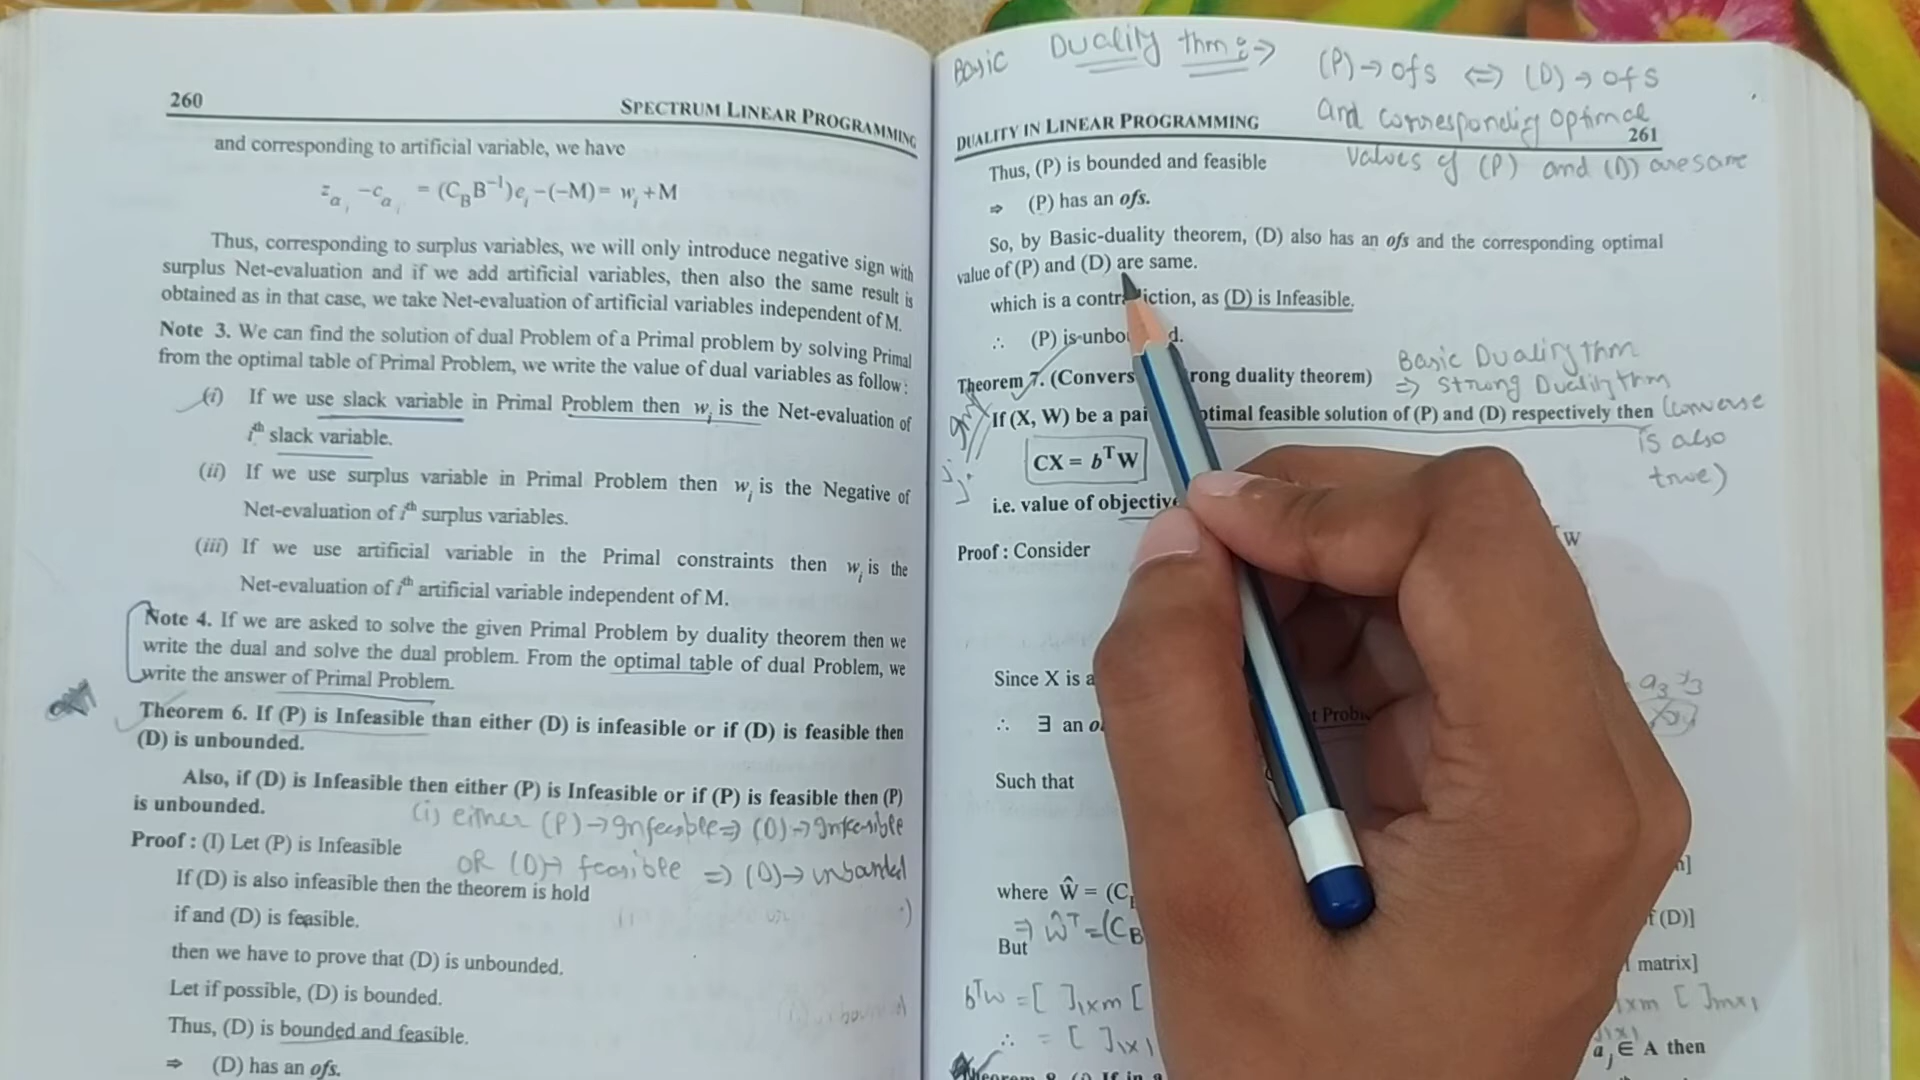 260
SPECTRUM LINEAR PROGRAMMING
and corresponding to artificial variable, we have
z_{a_i} - c_{a_i} = (C_B B^{-1})e_i - (-M) = w_i + M
Thus, corresponding to surplus variables, we will only introduce negative sign with
surplus Net-evaluation and if we add artificial variables, then also the same result is
obtained as in that case, we take Net-evaluation of artificial variables independent of M.
Note 3. We can find the solution of dual Problem of a Primal problem by solving Primal
from the optimal table of Primal Problem, we write the value of dual variables as follow :
(i) If we use slack variable in Primal Problem then w_i is the Net-evaluation of
i^th slack variable.
(ii) If we use surplus variable in Primal Problem then w_i is the Negative of
Net-evaluation of i^th surplus variables.
(iii) If we use artificial variable in the Primal constraints then w_i is the
Net-evaluation of i^th artificial variable independent of M.
Note 4. If we are asked to solve the given Primal Problem by duality theorem then we
write the dual and solve the dual problem. From the optimal table of dual Problem, we
write the answer of Primal Problem.
Theorem 6. If (P) is Infeasible than either (D) is infeasible or if (D) is feasible then
(D) is unbounded.
Also, if (D) is Infeasible then either (P) is Infeasible or if (P) is feasible then (P)
is unbounded.
(i) either (P) → Infeasible ⇒ (D) → Infeasible
Proof : (I) Let (P) is Infeasible
OR (D) → feasible ⇒ (D) → unbounded
If (D) is also infeasible then the theorem is hold
if and (D) is feasible.
then we have to prove that (D) is unbounded.
Let if possible, (D) is bounded.
Thus, (D) is bounded and feasible.
⇒ (D) has an ofs.
Basic Duality thm :⇒ (P) → ofs ⇔ (D) → ofs
and corresponding optimal
values of (P) and (D) are same
DUALITY IN LINEAR PROGRAMMING
261
Thus, (P) is bounded and feasible
⇒ (P) has an ofs.
So, by Basic-duality theorem, (D) also has an ofs and the corresponding optimal
value of (P) and (D) are same.
which is a contradiction, as (D) is Infeasible.
∴ (P) is unbo d.
Basic Duality thm
⇒ Strong Duality thm
(converse
is also
true)
Theorem 7. (Convers rong duality theorem)
If (X, W) be a pai ptimal feasible solution of (P) and (D) respectively then
CX = b^T W
i.e. value of objective
Proof : Consider
W
Since X is a
a_3 y_3
∴ ∃ an o
t Prob
Such that
where Ŵ = (C
⇒ Ŵ^T = (C_B
(D)]
But
matrix]
b^T W = [ ]_{1×m} [
1×m [ ]_{m×1}
∴ = [ ]_{1×1}
a_j ∈ A then
If in a